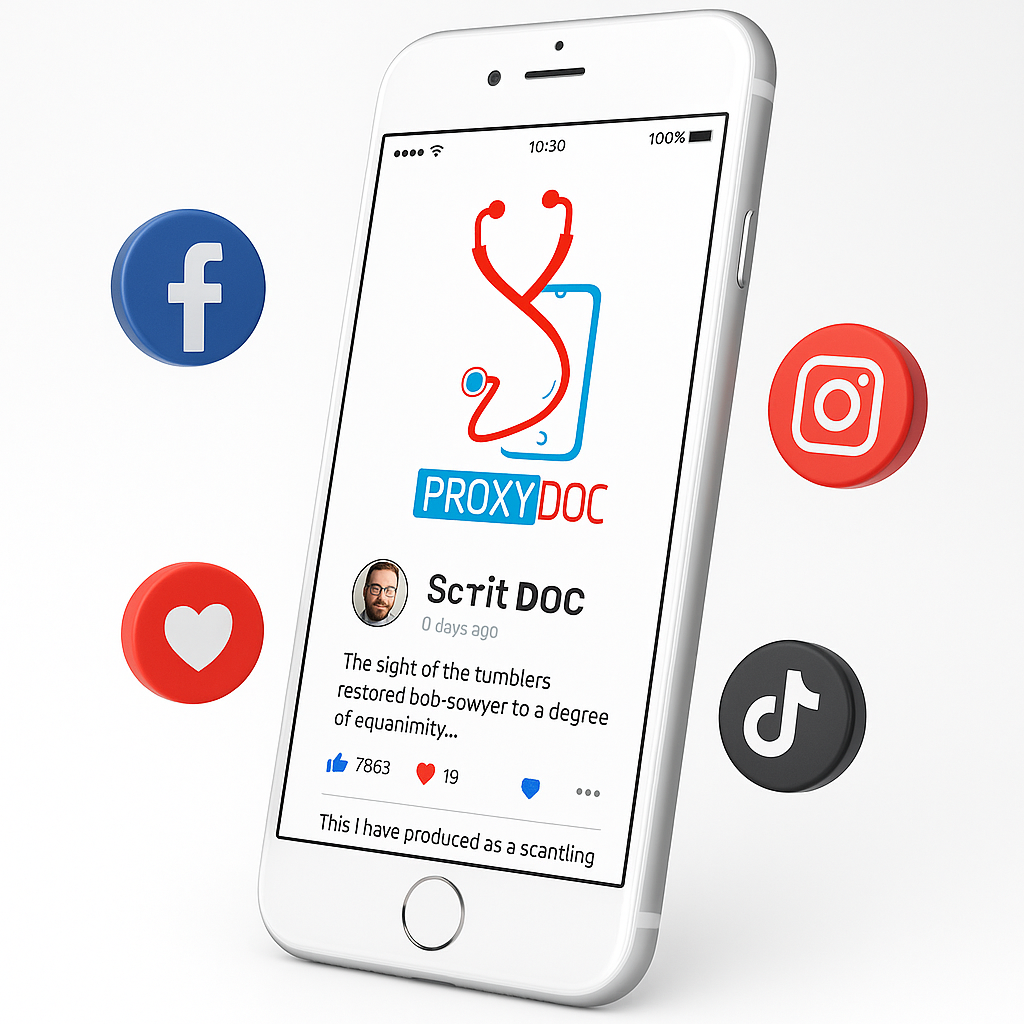 10:30
100%
PROXYDOC
Scrit DOC
0 days ago
The sight of the tumblers
restored bob-sowyer to a degree
of equanimity...
7863 19
This I have produced as a scantling